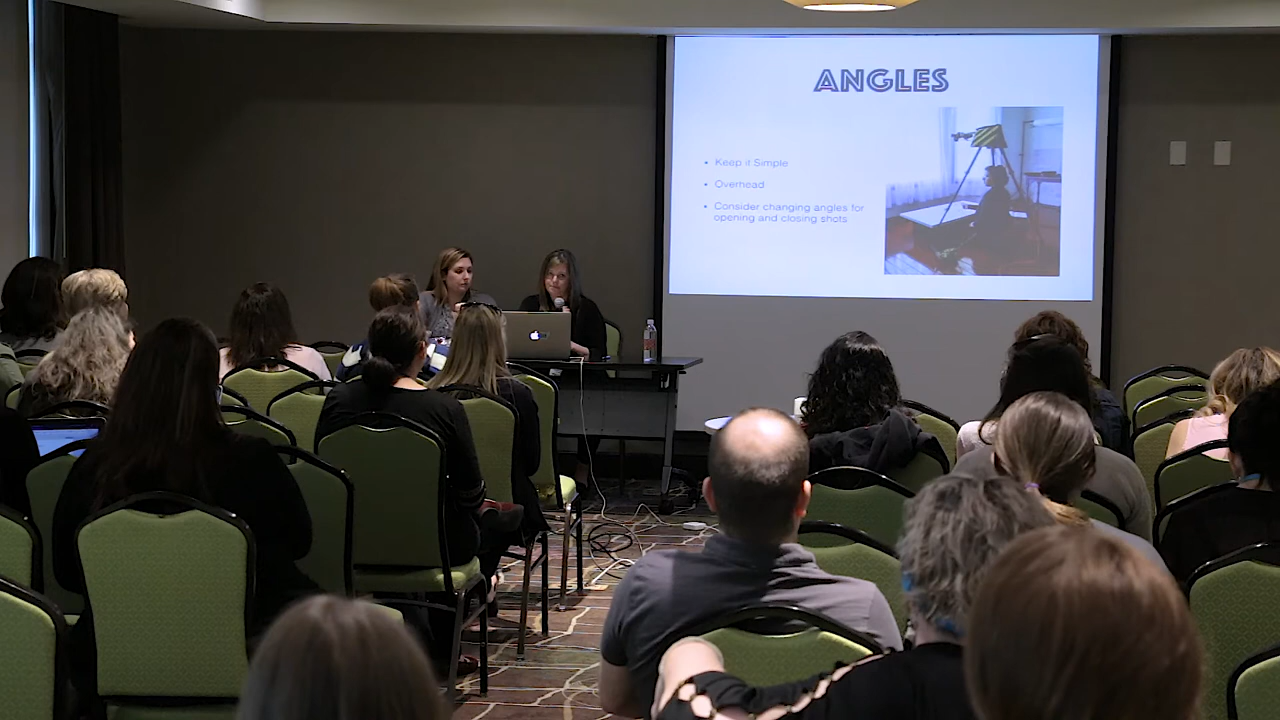 ANGLES
• Keep it Simple
• Overhead
• Consider changing angles for
opening and closing shots